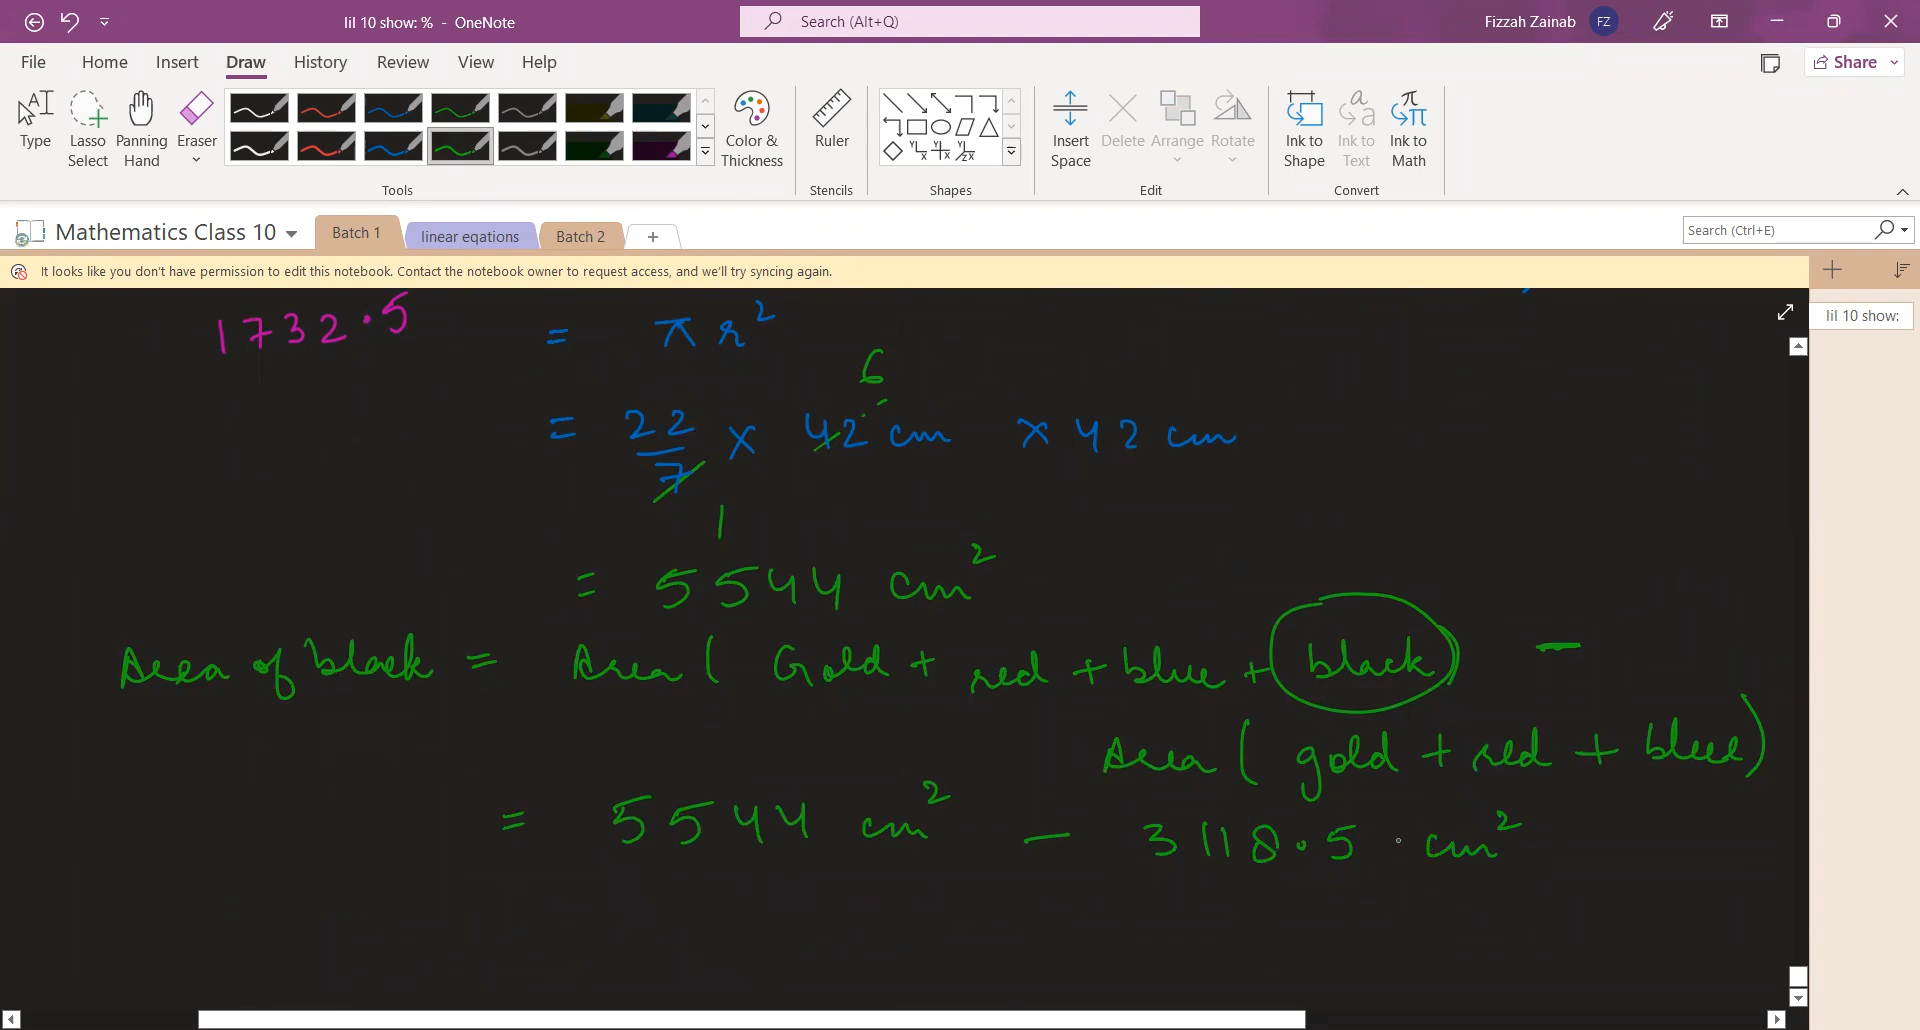 lil 10 show: % - OneNote
Search (Alt+Q)
Fizzah Zainab FZ
File Home Insert Draw History Review View Help
Share
Type
Lasso Select
Panning Hand
Eraser
Color & Thickness
Ruler
Insert Space
Delete
Arrange
Rotate
Ink to Shape
Ink to Text
Ink to Math
Tools Stencils Shapes Edit Convert
Mathematics Class 10 Batch 1 linear eqations Batch 2 +
Search (Ctrl+E)
It looks like you don't have permission to edit this notebook. Contact the notebook owner to request access, and we'll try syncing again.
lil 10 show:
1732.5 = π r²
6
= 22/7 × 42 cm × 42 cm
1
= 5544 cm²
Area of black = Area ( Gold + red + blue + black) -
Area ( gold + red + blue)
= 5544 cm² - 3118.5 cm²